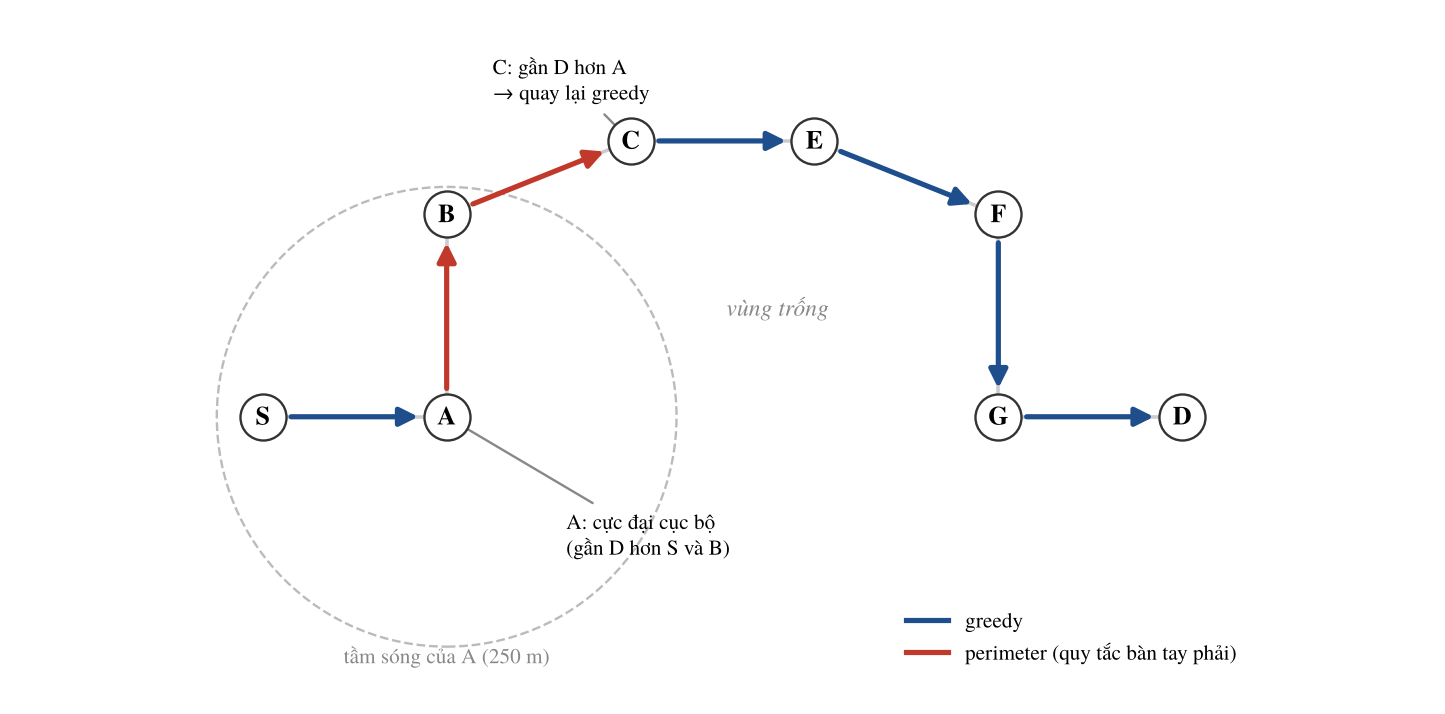 C: gần D hơn A
→ quay lại greedy
C
E
B
F
vùng trống
S
A
G
D
A: cực đại cục bộ
(gần D hơn S và B)
tầm sóng của A (250 m)
greedy
perimeter (quy tắc bàn tay phải)